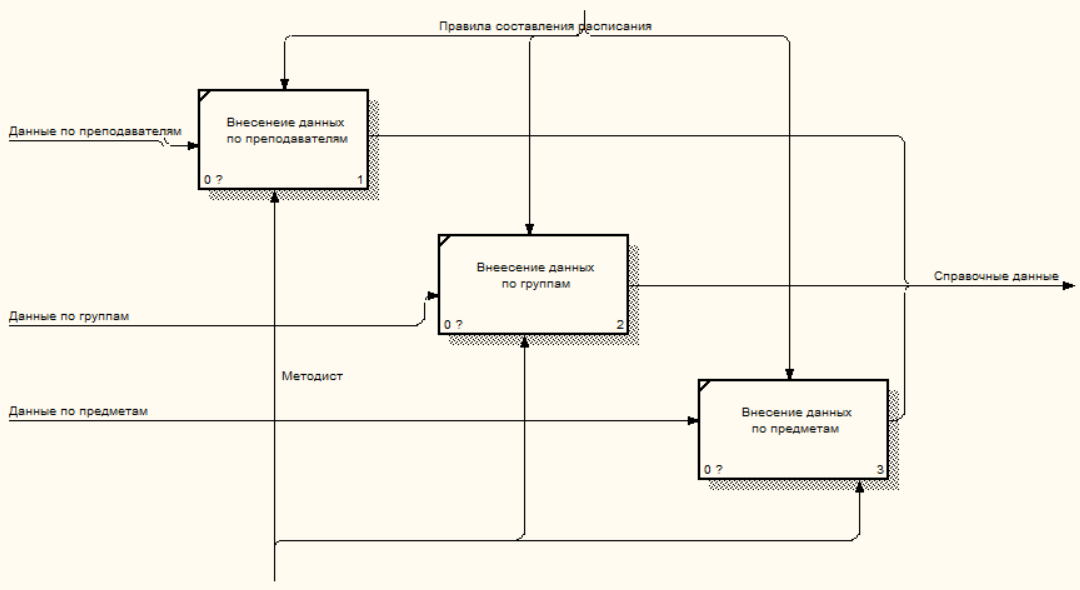 Правила составления расписания
Внесенеие данных
по преподавателям
0 ?
1
Данные по преподавателям
Внеесение данных
по группам
0 ?
2
Справочные данные
Данные по группам
Методист
Данные по предметам
Внесение данных
по предметам
0 ?
3